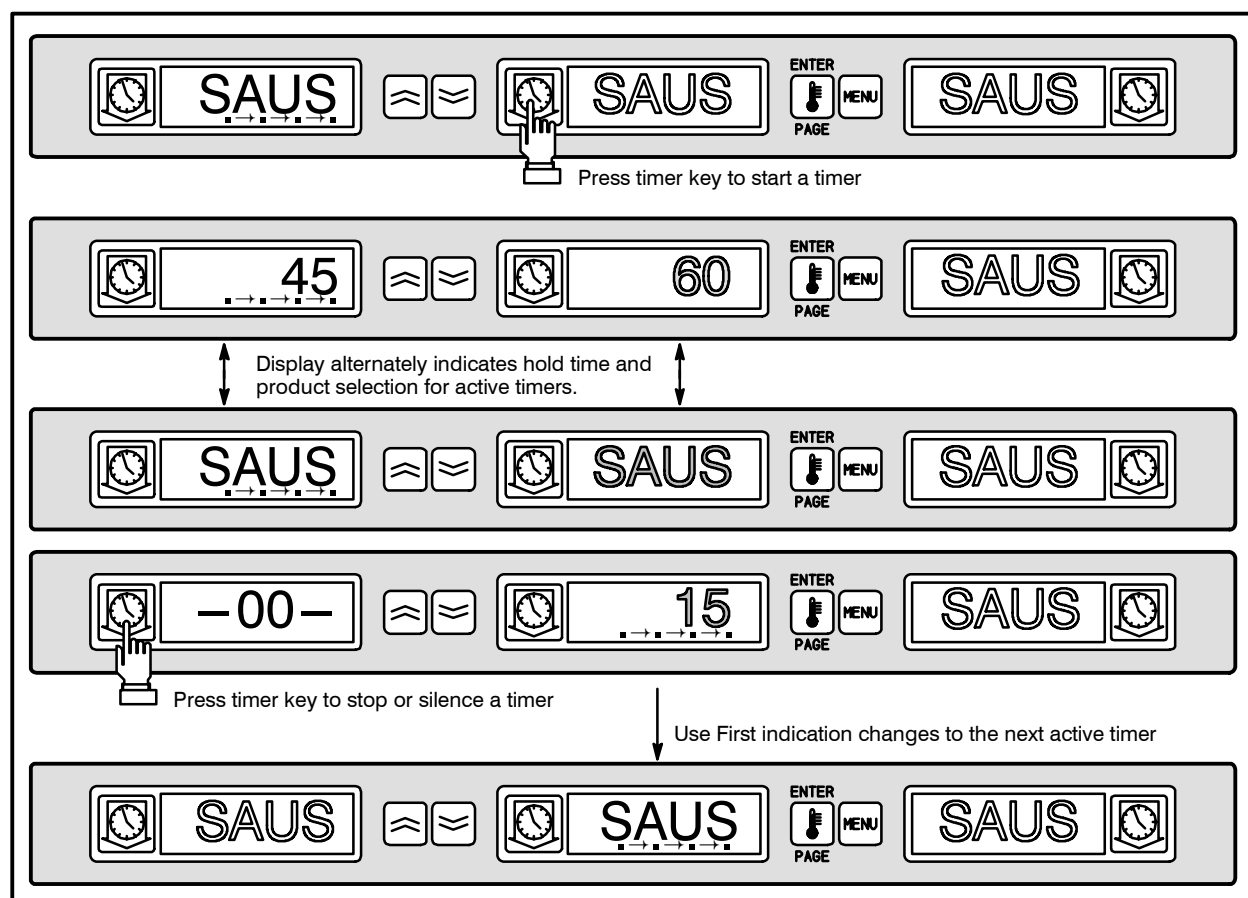 ENTER
SAUS SAUS MENU SAUS
PAGE
Press timer key to start a timer
ENTER
45 60 MENU SAUS
PAGE
Display alternately indicates hold time and
product selection for active timers.
ENTER
SAUS SAUS MENU SAUS
PAGE
ENTER
–00– 15 MENU SAUS
PAGE
Press timer key to stop or silence a timer
Use First indication changes to the next active timer
ENTER
SAUS SAUS MENU SAUS
PAGE